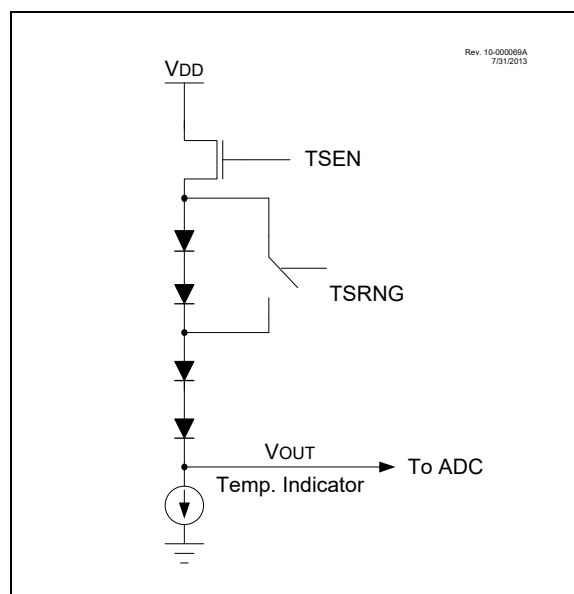 Rev. 10-000069A
7/31/2013
VDD
TSEN
TSRNG
VOUT
To ADC
Temp. Indicator